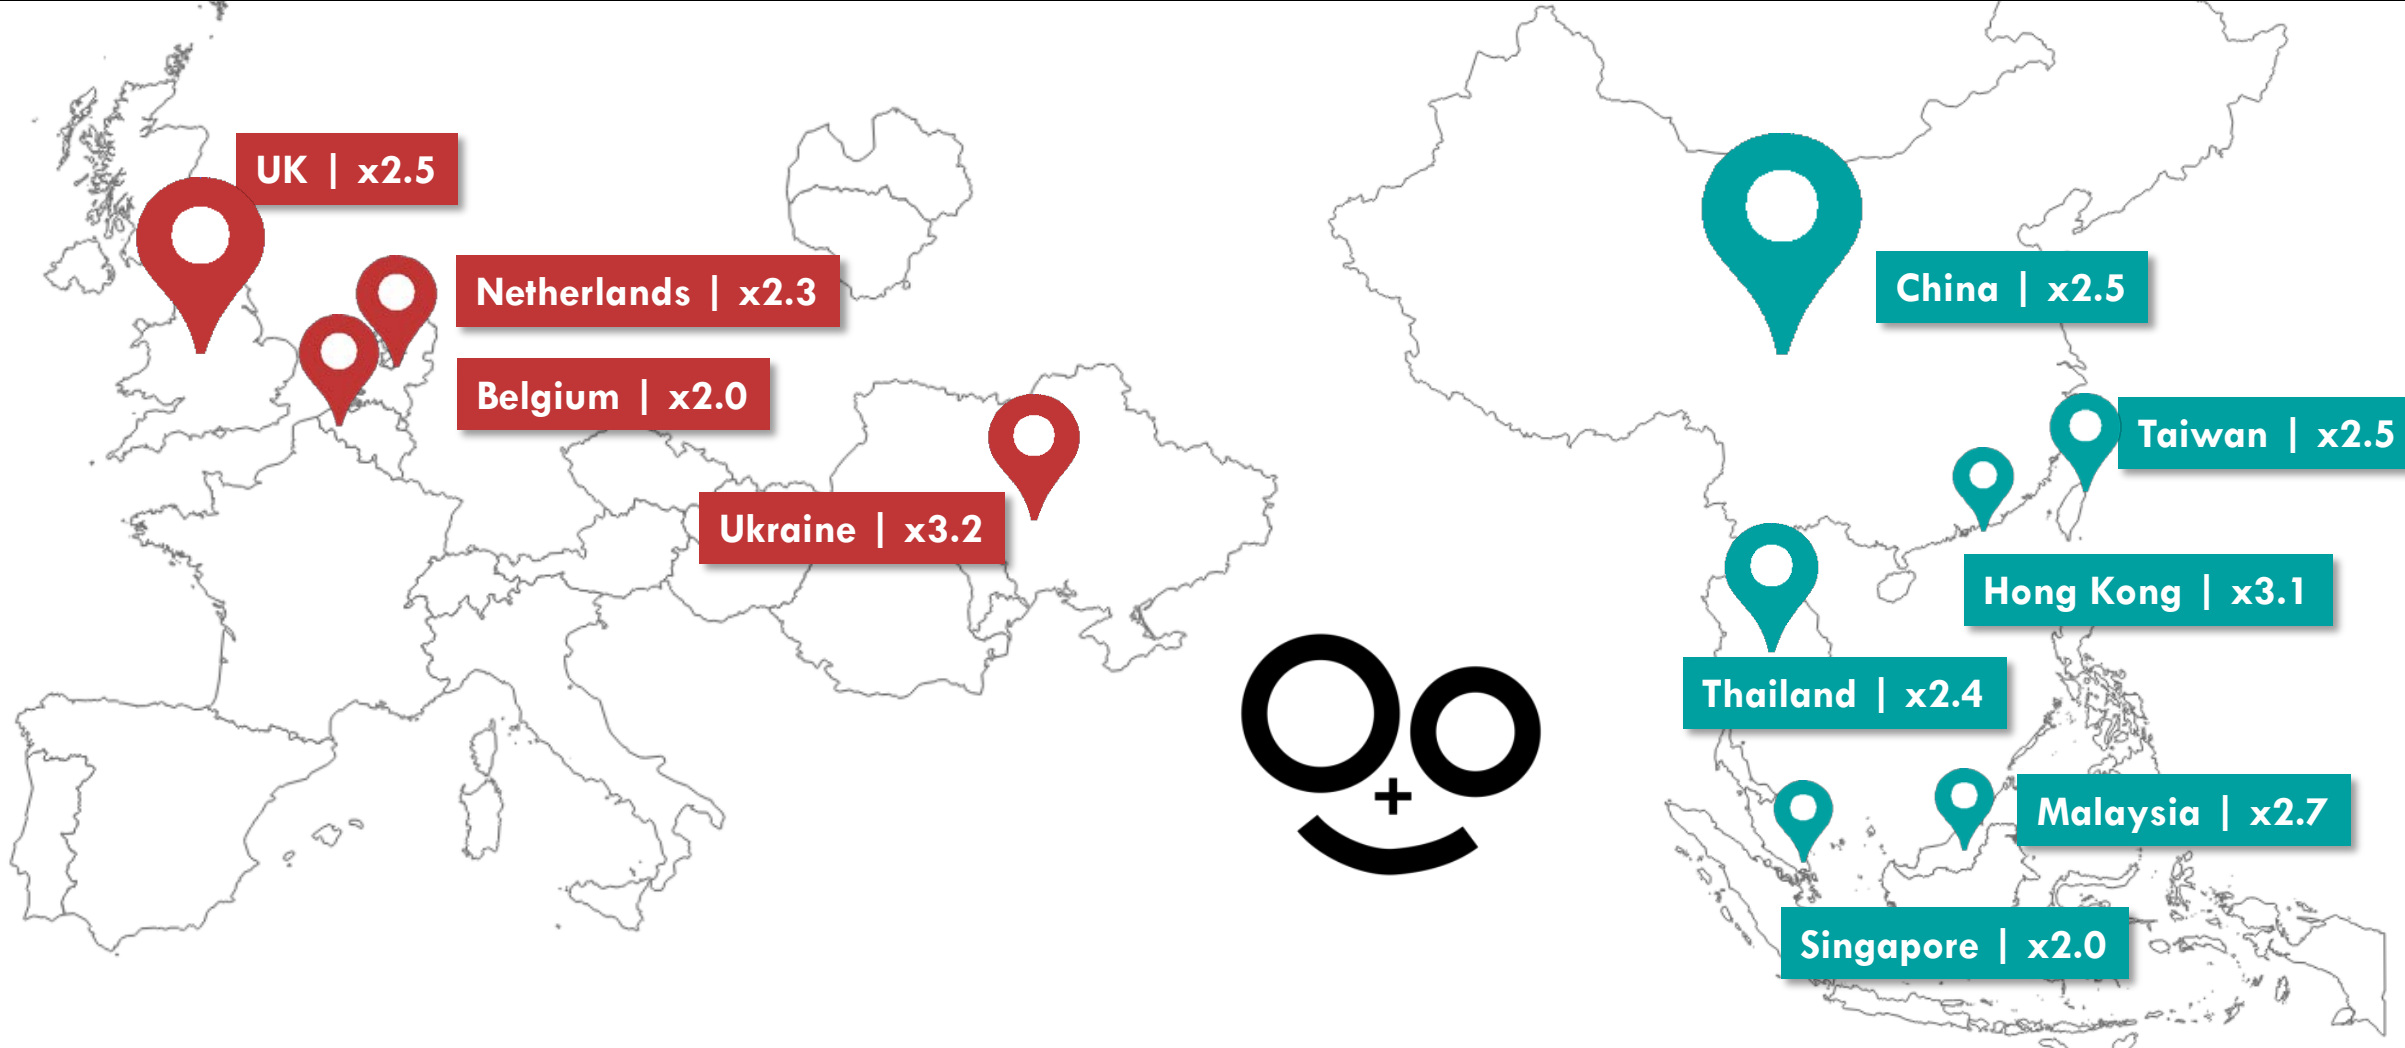 UK | x2.5
Netherlands | x2.3
Belgium | x2.0
Ukraine | x3.2
China | x2.5
Taiwan | x2.5
Hong Kong | x3.1
Thailand | x2.4
Malaysia | x2.7
Singapore | x2.0